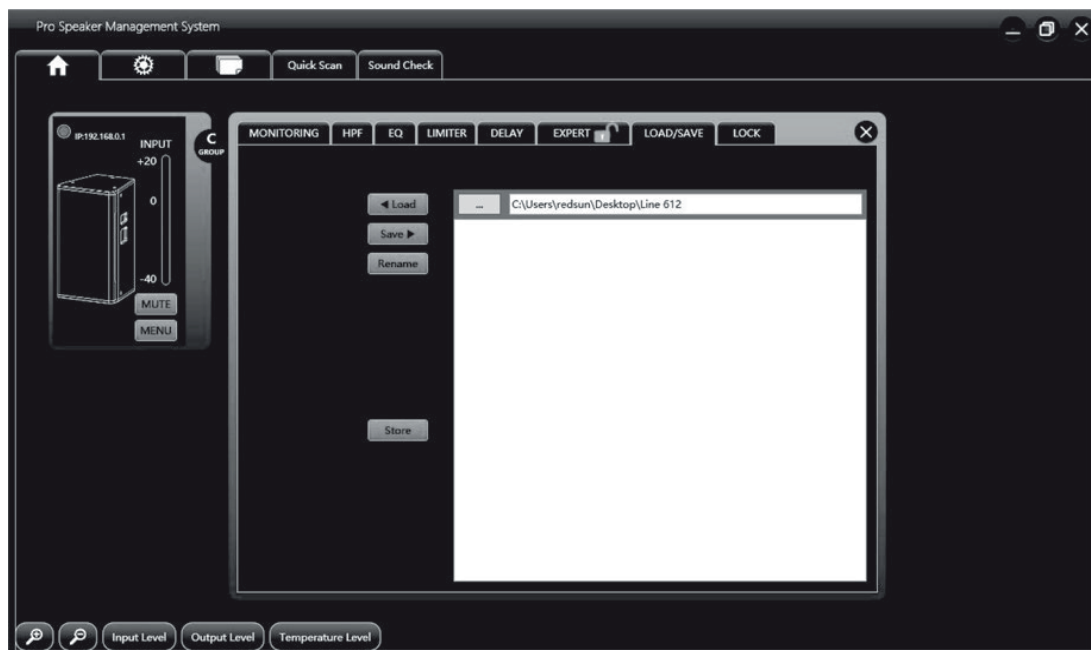 Pro Speaker Management System
Quick Scan Sound Check
IP:192.168.0.1
INPUT
+20
0
-40
MUTE
MENU
C
GROUP
MONITORING HPF EQ LIMITER DELAY EXPERT LOAD/SAVE LOCK
Load
Save
Rename
Store
... C:\Users\redsun\Desktop\Line 612
Input Level Output Level Temperature Level